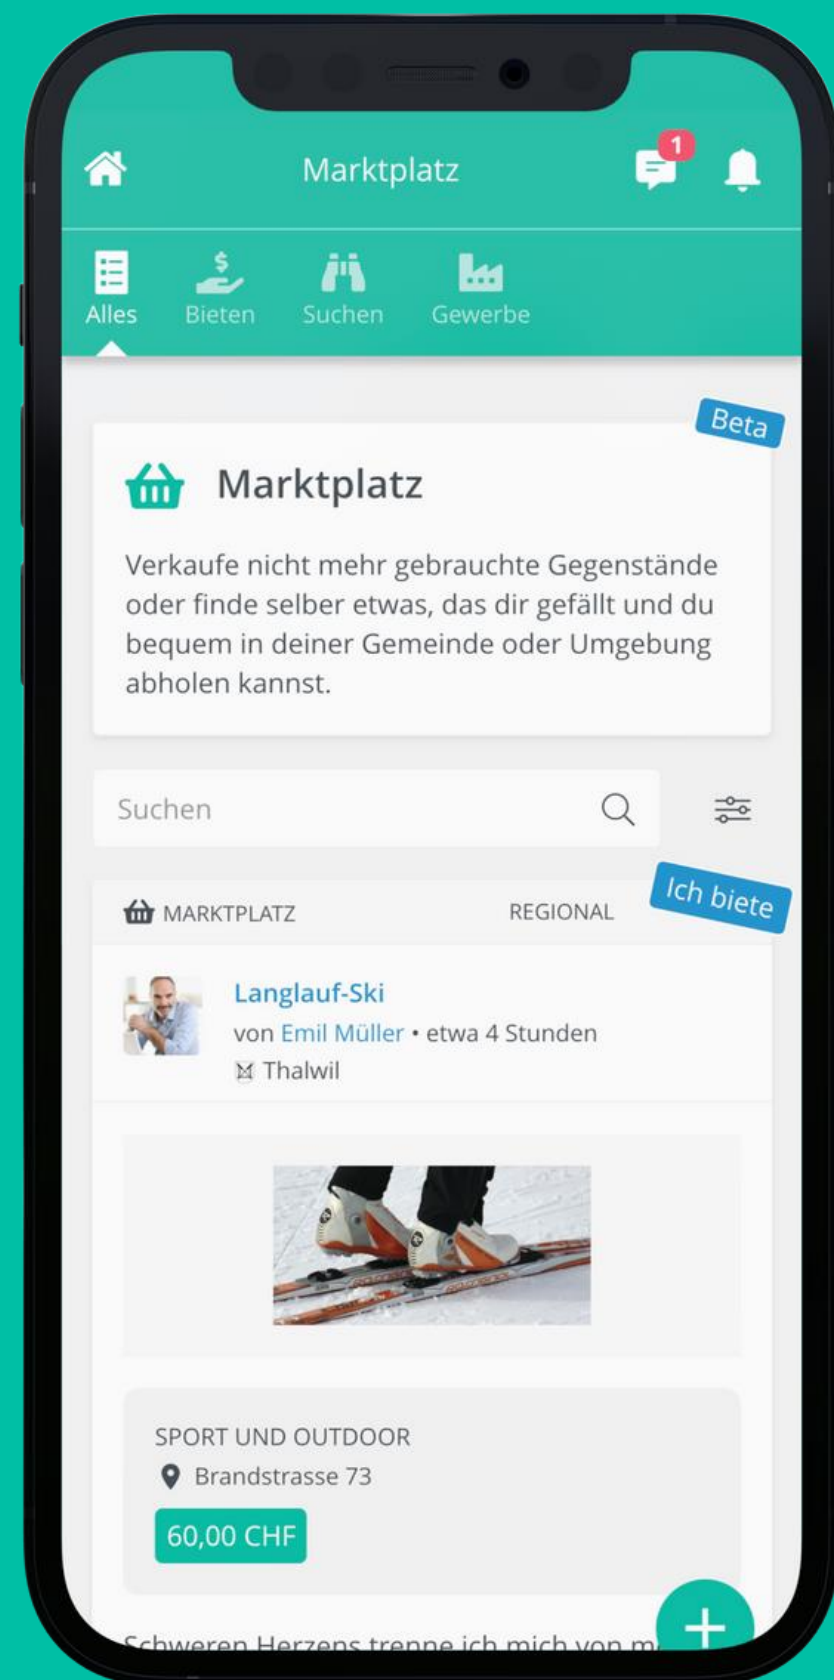 Marktplatz
1
Alles
Bieten
Suchen
Gewerbe
Beta
Marktplatz
Verkaufe nicht mehr gebrauchte Gegenstände
oder finde selber etwas, das dir gefällt und du
bequem in deiner Gemeinde oder Umgebung
abholen kannst.
Suchen
Ich biete
MARKTPLATZ
REGIONAL
Langlauf-Ski
von Emil Müller • etwa 4 Stunden
Thalwil
SPORT UND OUTDOOR
Brandstrasse 73
60,00 CHF
Schweren Herzens trenne ich mich von